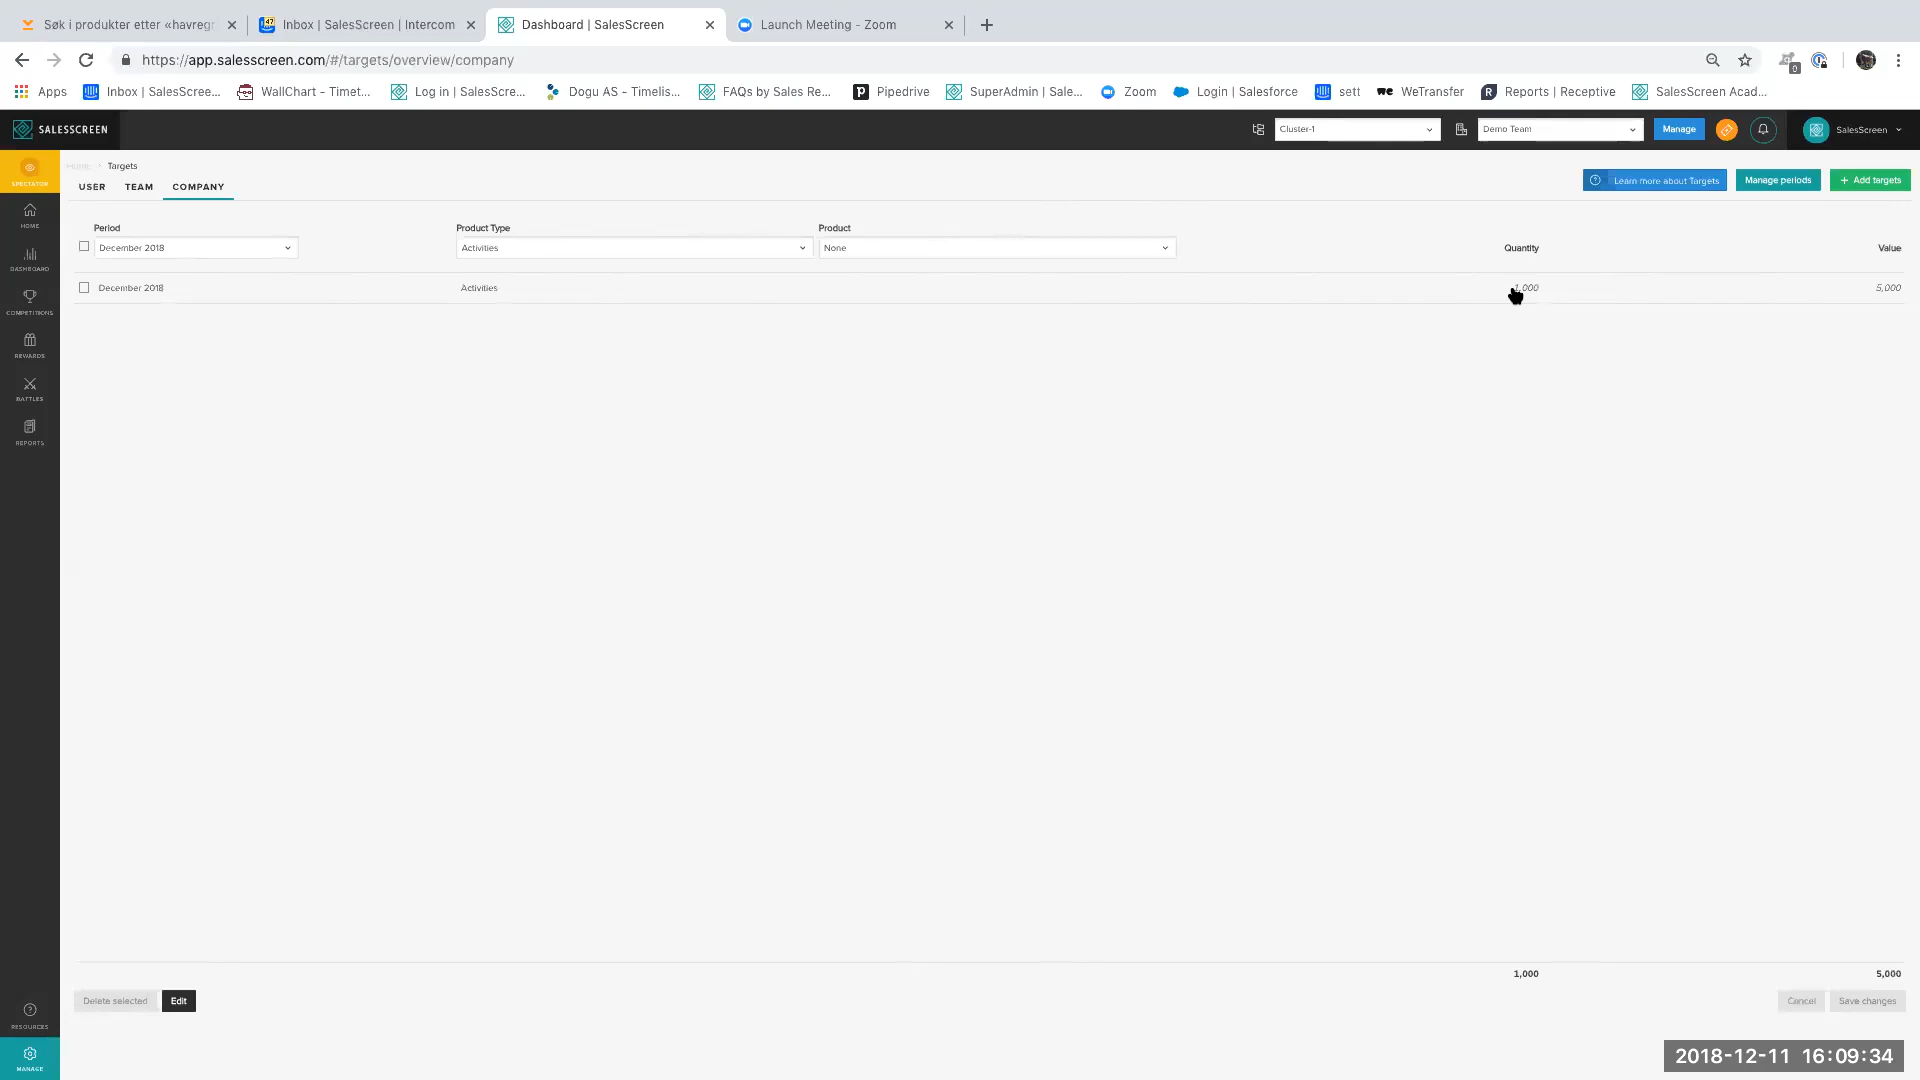 Søk i produkter etter «havregr
47
Inbox | SalesScreen | Intercom
Dashboard | SalesScreen
Launch Meeting - Zoom
https://app.salesscreen.com/#/targets/overview/company
0
Apps
Inbox | SalesScree...
WallChart - Timet...
Log in | SalesScre...
Dogu AS - Timelis...
FAQs by Sales Re...
Pipedrive
SuperAdmin | Sale...
Zoom
Login | Salesforce
sett
WeTransfer
Reports | Receptive
SalesScreen Acad...
SALESSCREEN
Cluster-1
Demo Team
Manage
SalesScreen
SPECTATOR
HOME
DASHBOARD
COMPETITIONS
REWARDS
BATTLES
REPORTS
RESOURCES
MANAGE
Home > Targets
USER TEAM COMPANY
Learn more about Targets
Manage periods
+ Add targets
Period Product Type Product
December 2018 Activities None Quantity Value
December 2018 Activities 1,000 5,000
1,000 5,000
Delete selected Edit Cancel Save changes
2018-12-11 16:09:34